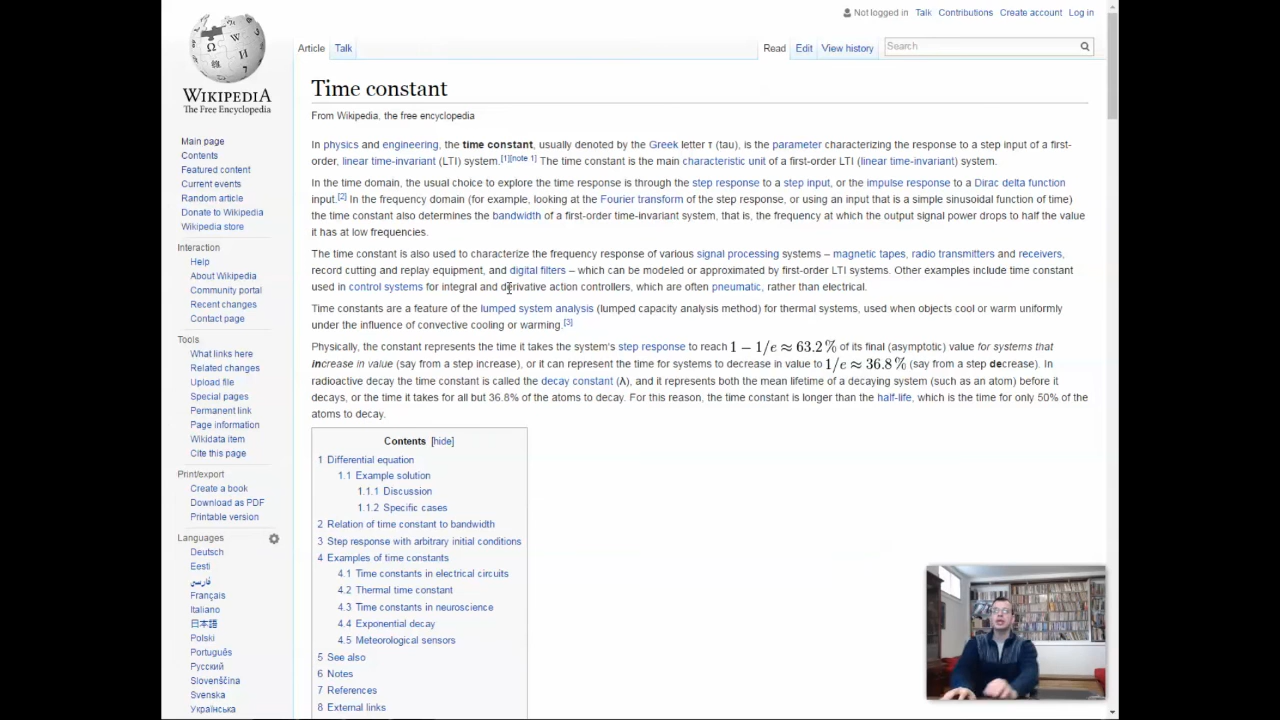 Not logged in Talk Contributions Create account Log in
Article Talk Read Edit View history Search
WIKIPEDIA
The Free Encyclopedia
Main page
Contents
Featured content
Current events
Random article
Donate to Wikipedia
Wikipedia store
Interaction
Help
About Wikipedia
Community portal
Recent changes
Contact page
Tools
What links here
Related changes
Upload file
Special pages
Permanent link
Page information
Wikidata item
Cite this page
Print/export
Create a book
Download as PDF
Printable version
Languages
Deutsch
Eesti
فارسی
Français
Italiano
日本語
Polski
Português
Русский
Slovenščina
Svenska
Українська
Time constant
From Wikipedia, the free encyclopedia
In physics and engineering, the time constant, usually denoted by the Greek letter τ (tau), is the parameter characterizing the response to a step input of a first-
order, linear time-invariant (LTI) system.[1][note 1] The time constant is the main characteristic unit of a first-order LTI (linear time-invariant) system.
In the time domain, the usual choice to explore the time response is through the step response to a step input, or the impulse response to a Dirac delta function
input.[2] In the frequency domain (for example, looking at the Fourier transform of the step response, or using an input that is a simple sinusoidal function of time)
the time constant also determines the bandwidth of a first-order time-invariant system, that is, the frequency at which the output signal power drops to half the value
it has at low frequencies.
The time constant is also used to characterize the frequency response of various signal processing systems – magnetic tapes, radio transmitters and receivers,
record cutting and replay equipment, and digital filters – which can be modeled or approximated by first-order LTI systems. Other examples include time constant
used in control systems for integral and derivative action controllers, which are often pneumatic, rather than electrical.
Time constants are a feature of the lumped system analysis (lumped capacity analysis method) for thermal systems, used when objects cool or warm uniformly
under the influence of convective cooling or warming.[3]
Physically, the constant represents the time it takes the system's step response to reach 1 − 1/e ≈ 63.2 % of its final (asymptotic) value for systems that
increase in value (say from a step increase), or it can represent the time for systems to decrease in value to 1/e ≈ 36.8 % (say from a step decrease). In
radioactive decay the time constant is called the decay constant (λ), and it represents both the mean lifetime of a decaying system (such as an atom) before it
decays, or the time it takes for all but 36.8% of the atoms to decay. For this reason, the time constant is longer than the half-life, which is the time for only 50% of the
atoms to decay.
Contents [hide]
1 Differential equation
1.1 Example solution
1.1.1 Discussion
1.1.2 Specific cases
2 Relation of time constant to bandwidth
3 Step response with arbitrary initial conditions
4 Examples of time constants
4.1 Time constants in electrical circuits
4.2 Thermal time constant
4.3 Time constants in neuroscience
4.4 Exponential decay
4.5 Meteorological sensors
5 See also
6 Notes
7 References
8 External links